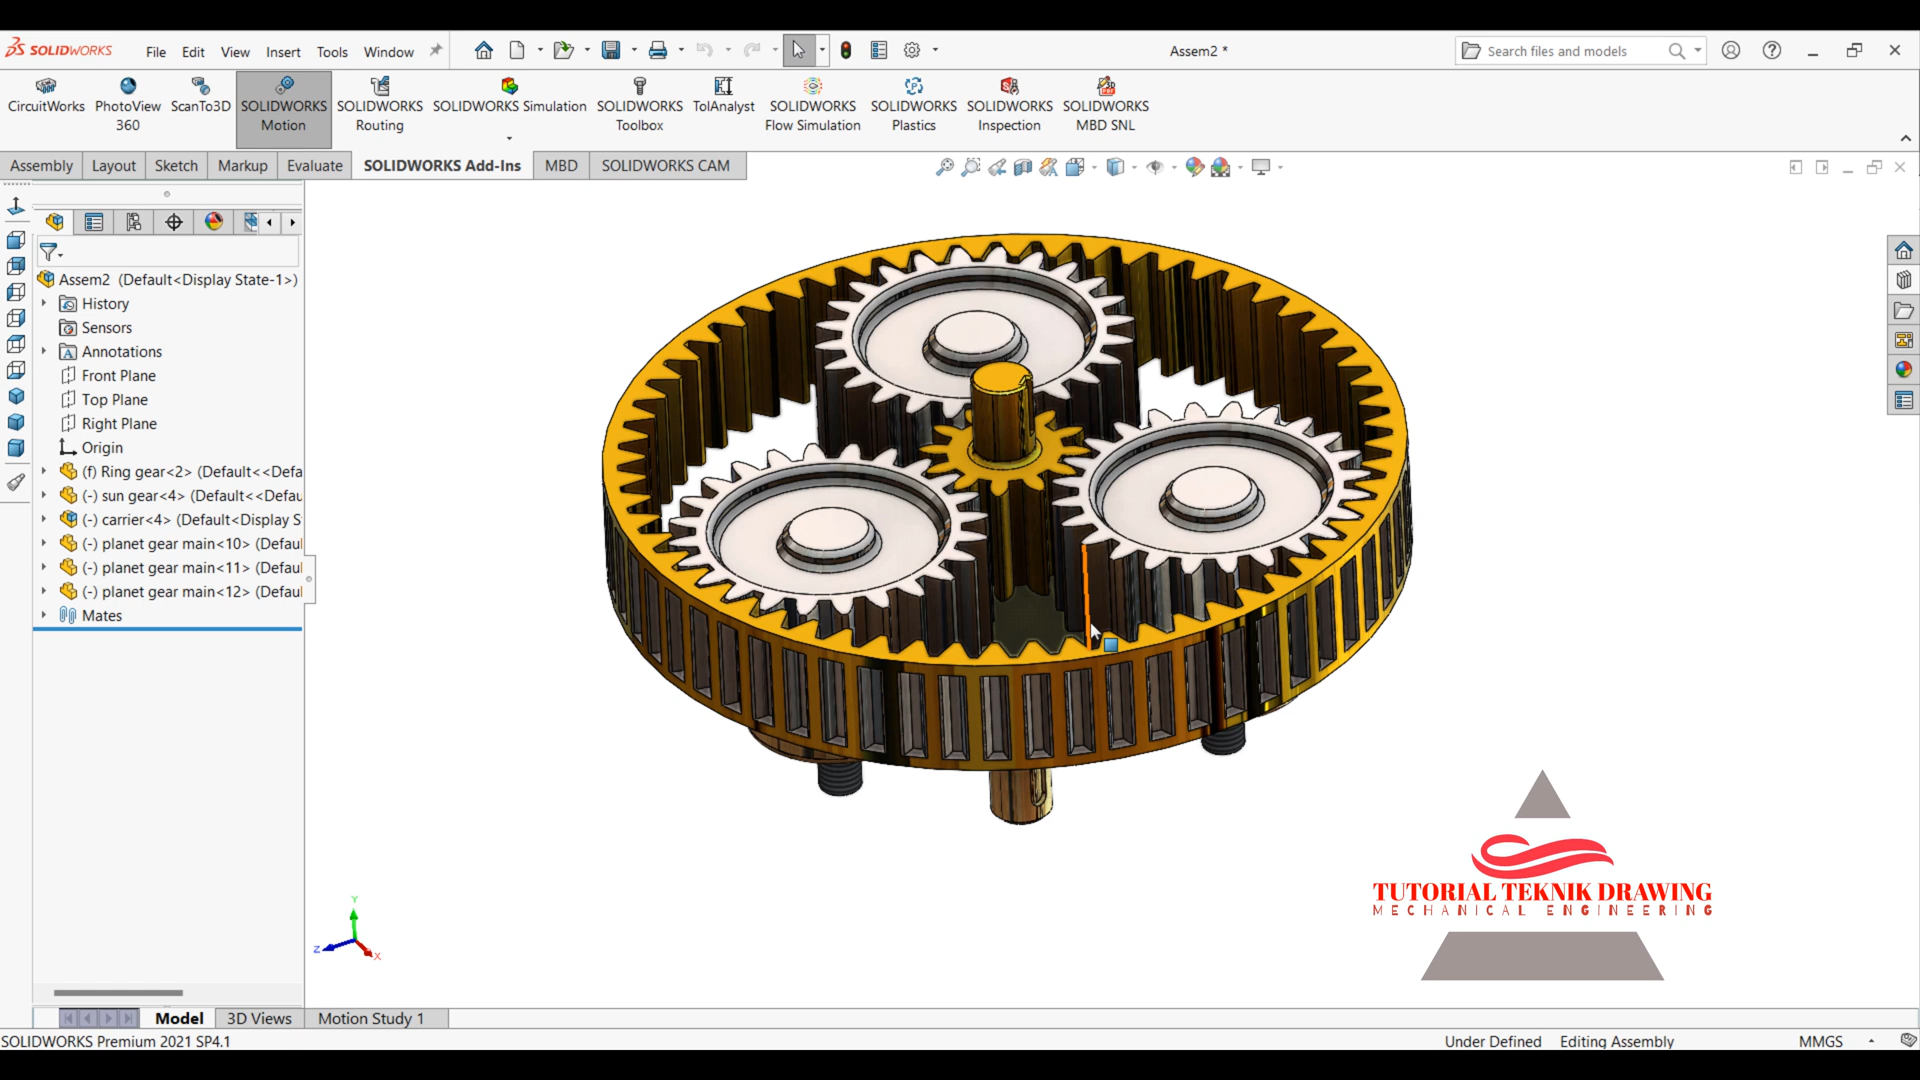 SOLIDWORKS File Edit View Insert Tools Window Assem2 * Search files and models
CircuitWorks PhotoView 360 ScanTo3D SOLIDWORKS Motion SOLIDWORKS Routing SOLIDWORKS Simulation SOLIDWORKS Toolbox TolAnalyst SOLIDWORKS Flow Simulation SOLIDWORKS Plastics SOLIDWORKS Inspection SOLIDWORKS MBD SNL
Assembly Layout Sketch Markup Evaluate SOLIDWORKS Add-Ins MBD SOLIDWORKS CAM
Assem2 (Default<Display State-1>)
History
Sensors
Annotations
Front Plane
Top Plane
Right Plane
Origin
(f) Ring gear<2> (Default<<Defa
(-) sun gear<4> (Default<<Defau
(-) carrier<4> (Default<Display S
(-) planet gear main<10> (Defaul
(-) planet gear main<11> (Defaul
(-) planet gear main<12> (Defaul
Mates
TUTORIAL TEKNIK DRAWING
MECHANICAL ENGINEERING
Y
Z
X
Model 3D Views Motion Study 1
SOLIDWORKS Premium 2021 SP4.1 Under Defined Editing Assembly MMGS